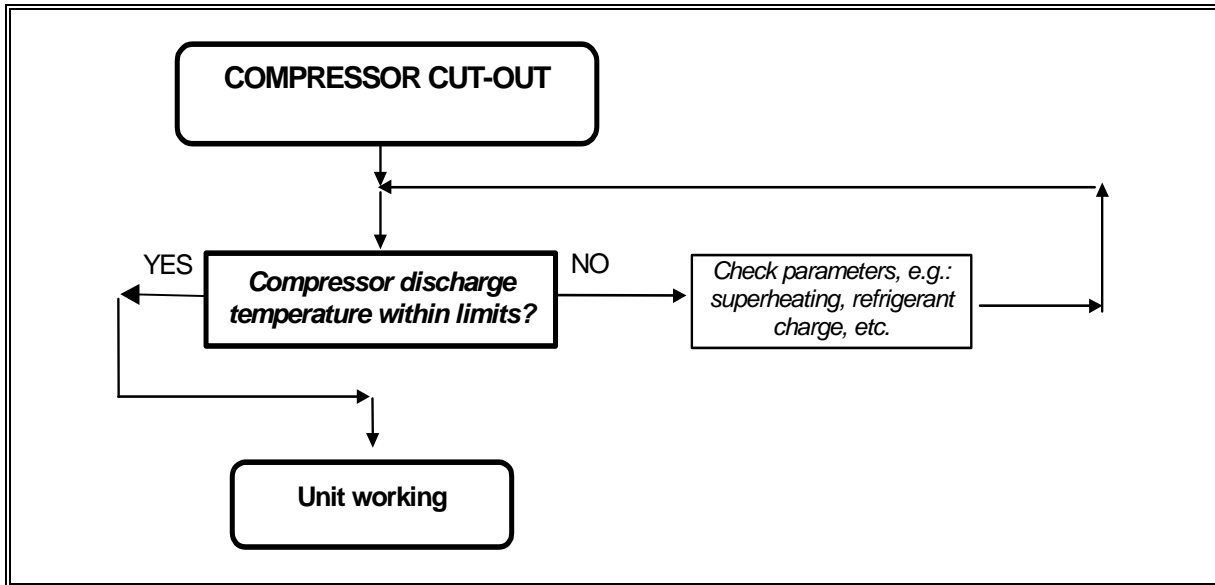 COMPRESSOR CUT-OUT
YES
Compressor discharge
temperature within limits?
NO
Check parameters, e.g.:
superheating, refrigerant
charge, etc.
Unit working